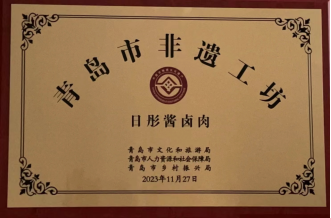 青岛市非遗工坊
日彤酱卤肉
青岛市文化和旅游局
青岛市人力资源和社会保障局
青岛市乡村振兴局
2023年11月27日